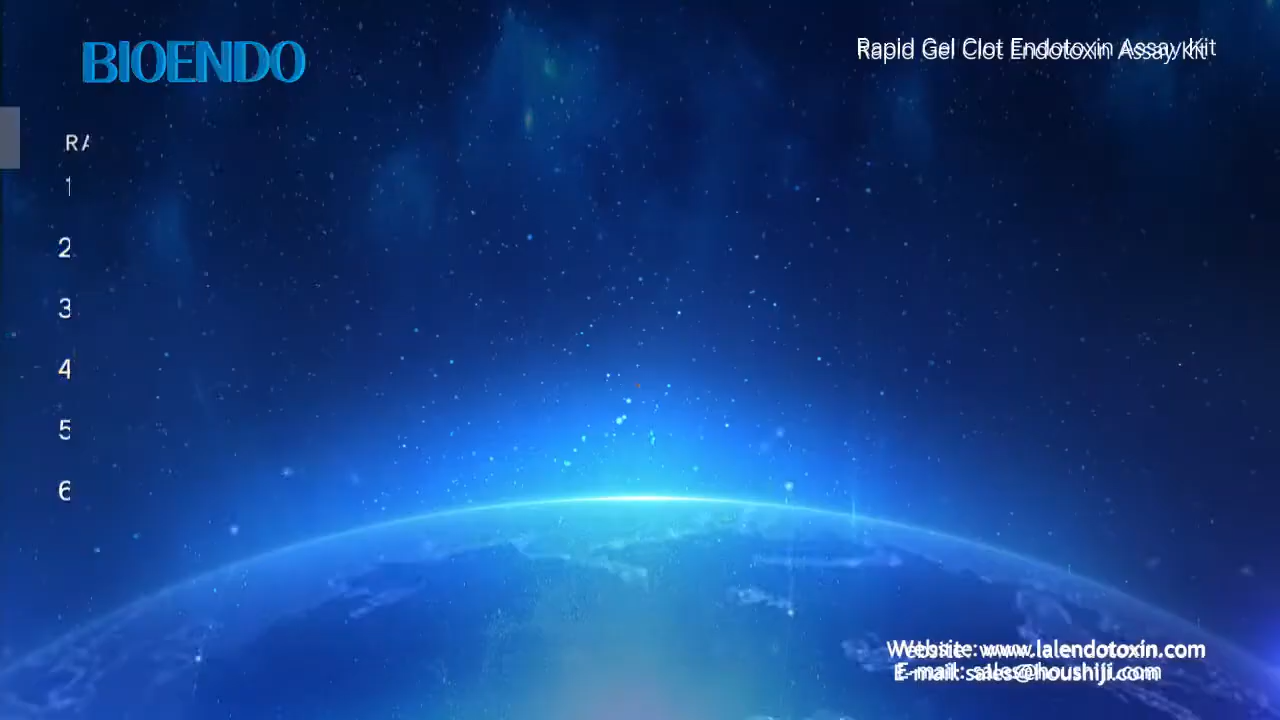 BIOENDO
Rapid Gel Clot Endotoxin Assay Kit
RA
1
2
3
4
5
6
Website: www.lalendotoxin.com
E-mail: sales@houshiji.com